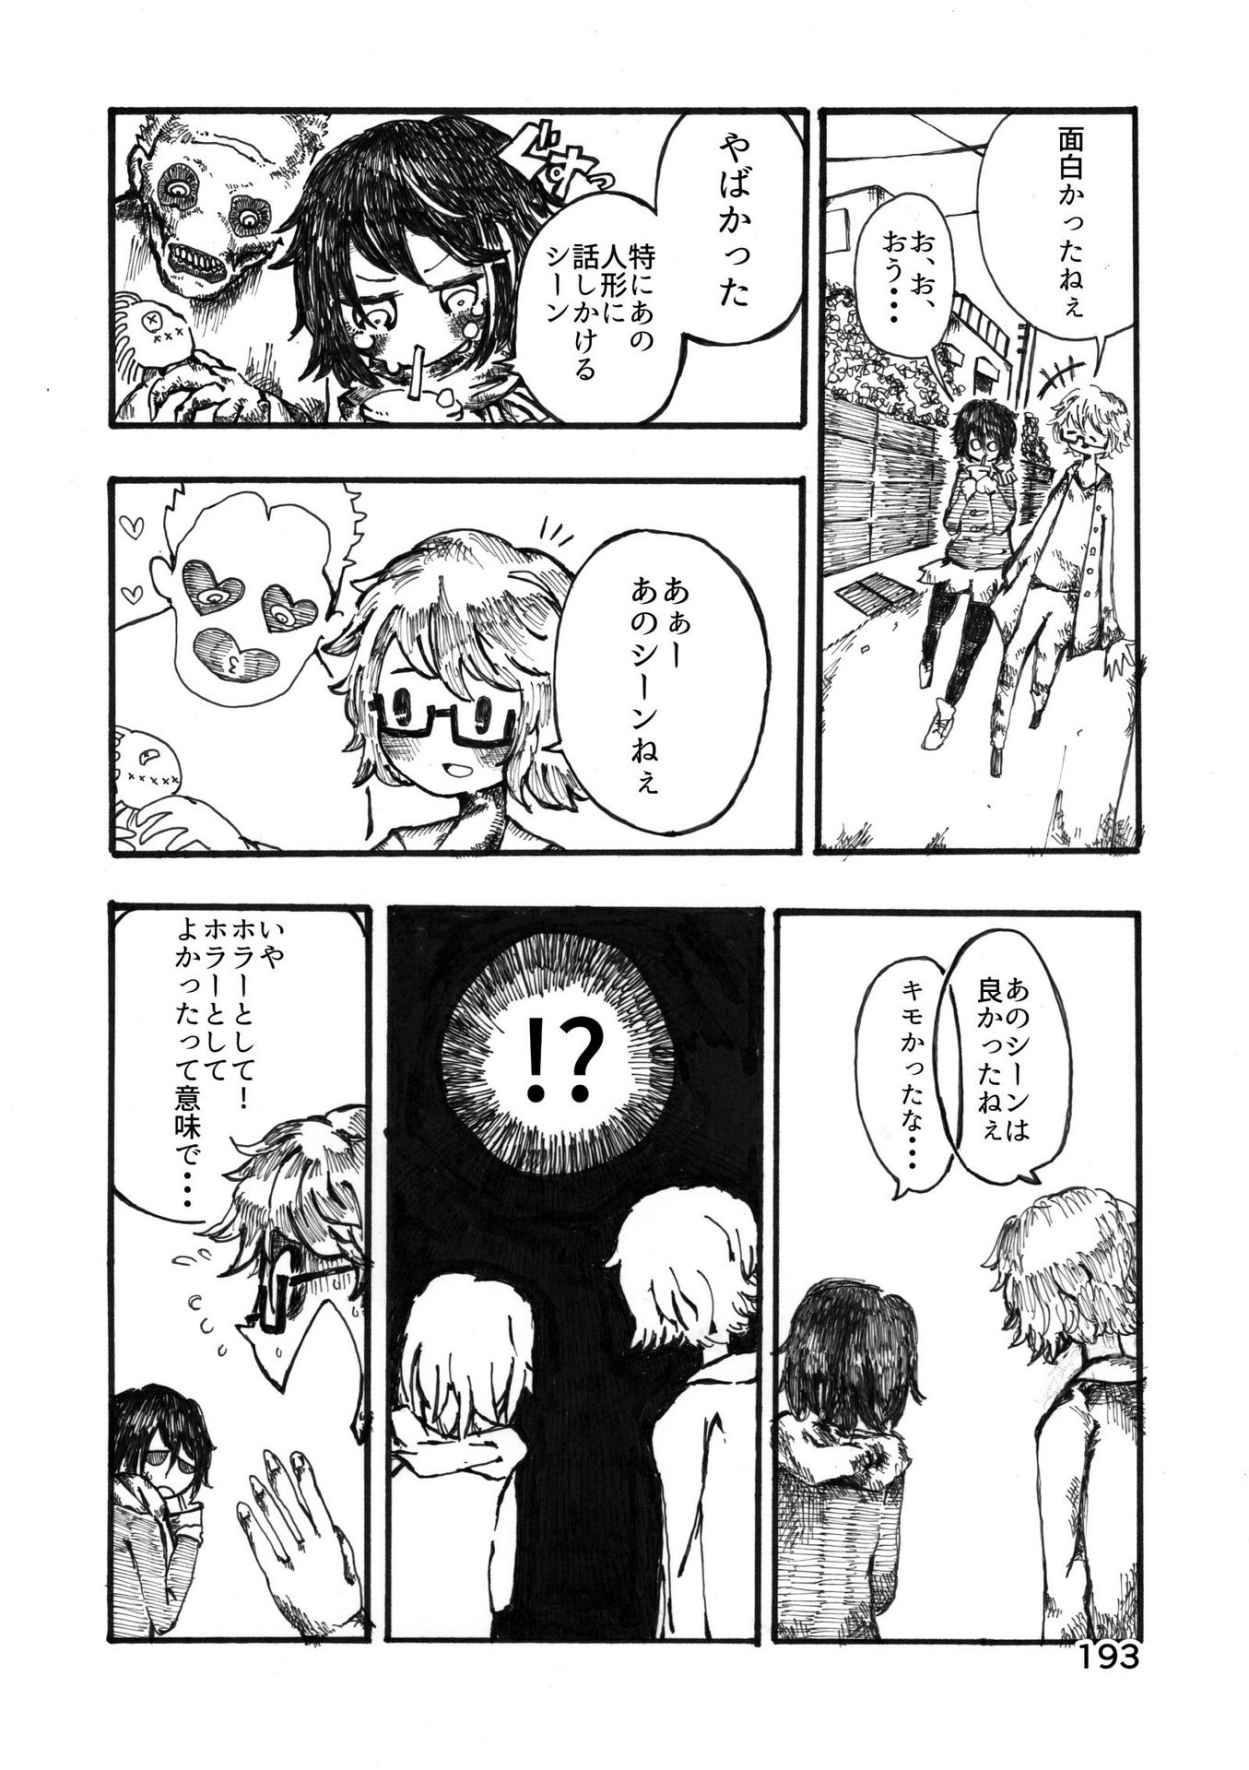 面白かったねぇ
お、お、
おう・・・
やばかった
特にあの
人形に
話しかける
シーン
ぐすっ
あぁー
あのシーンねぇ
あのシーンは
良かったねぇ
キモかったな・・・
!?
いや
ホラーとして!
ホラーとして
よかったって意味で・・・
193